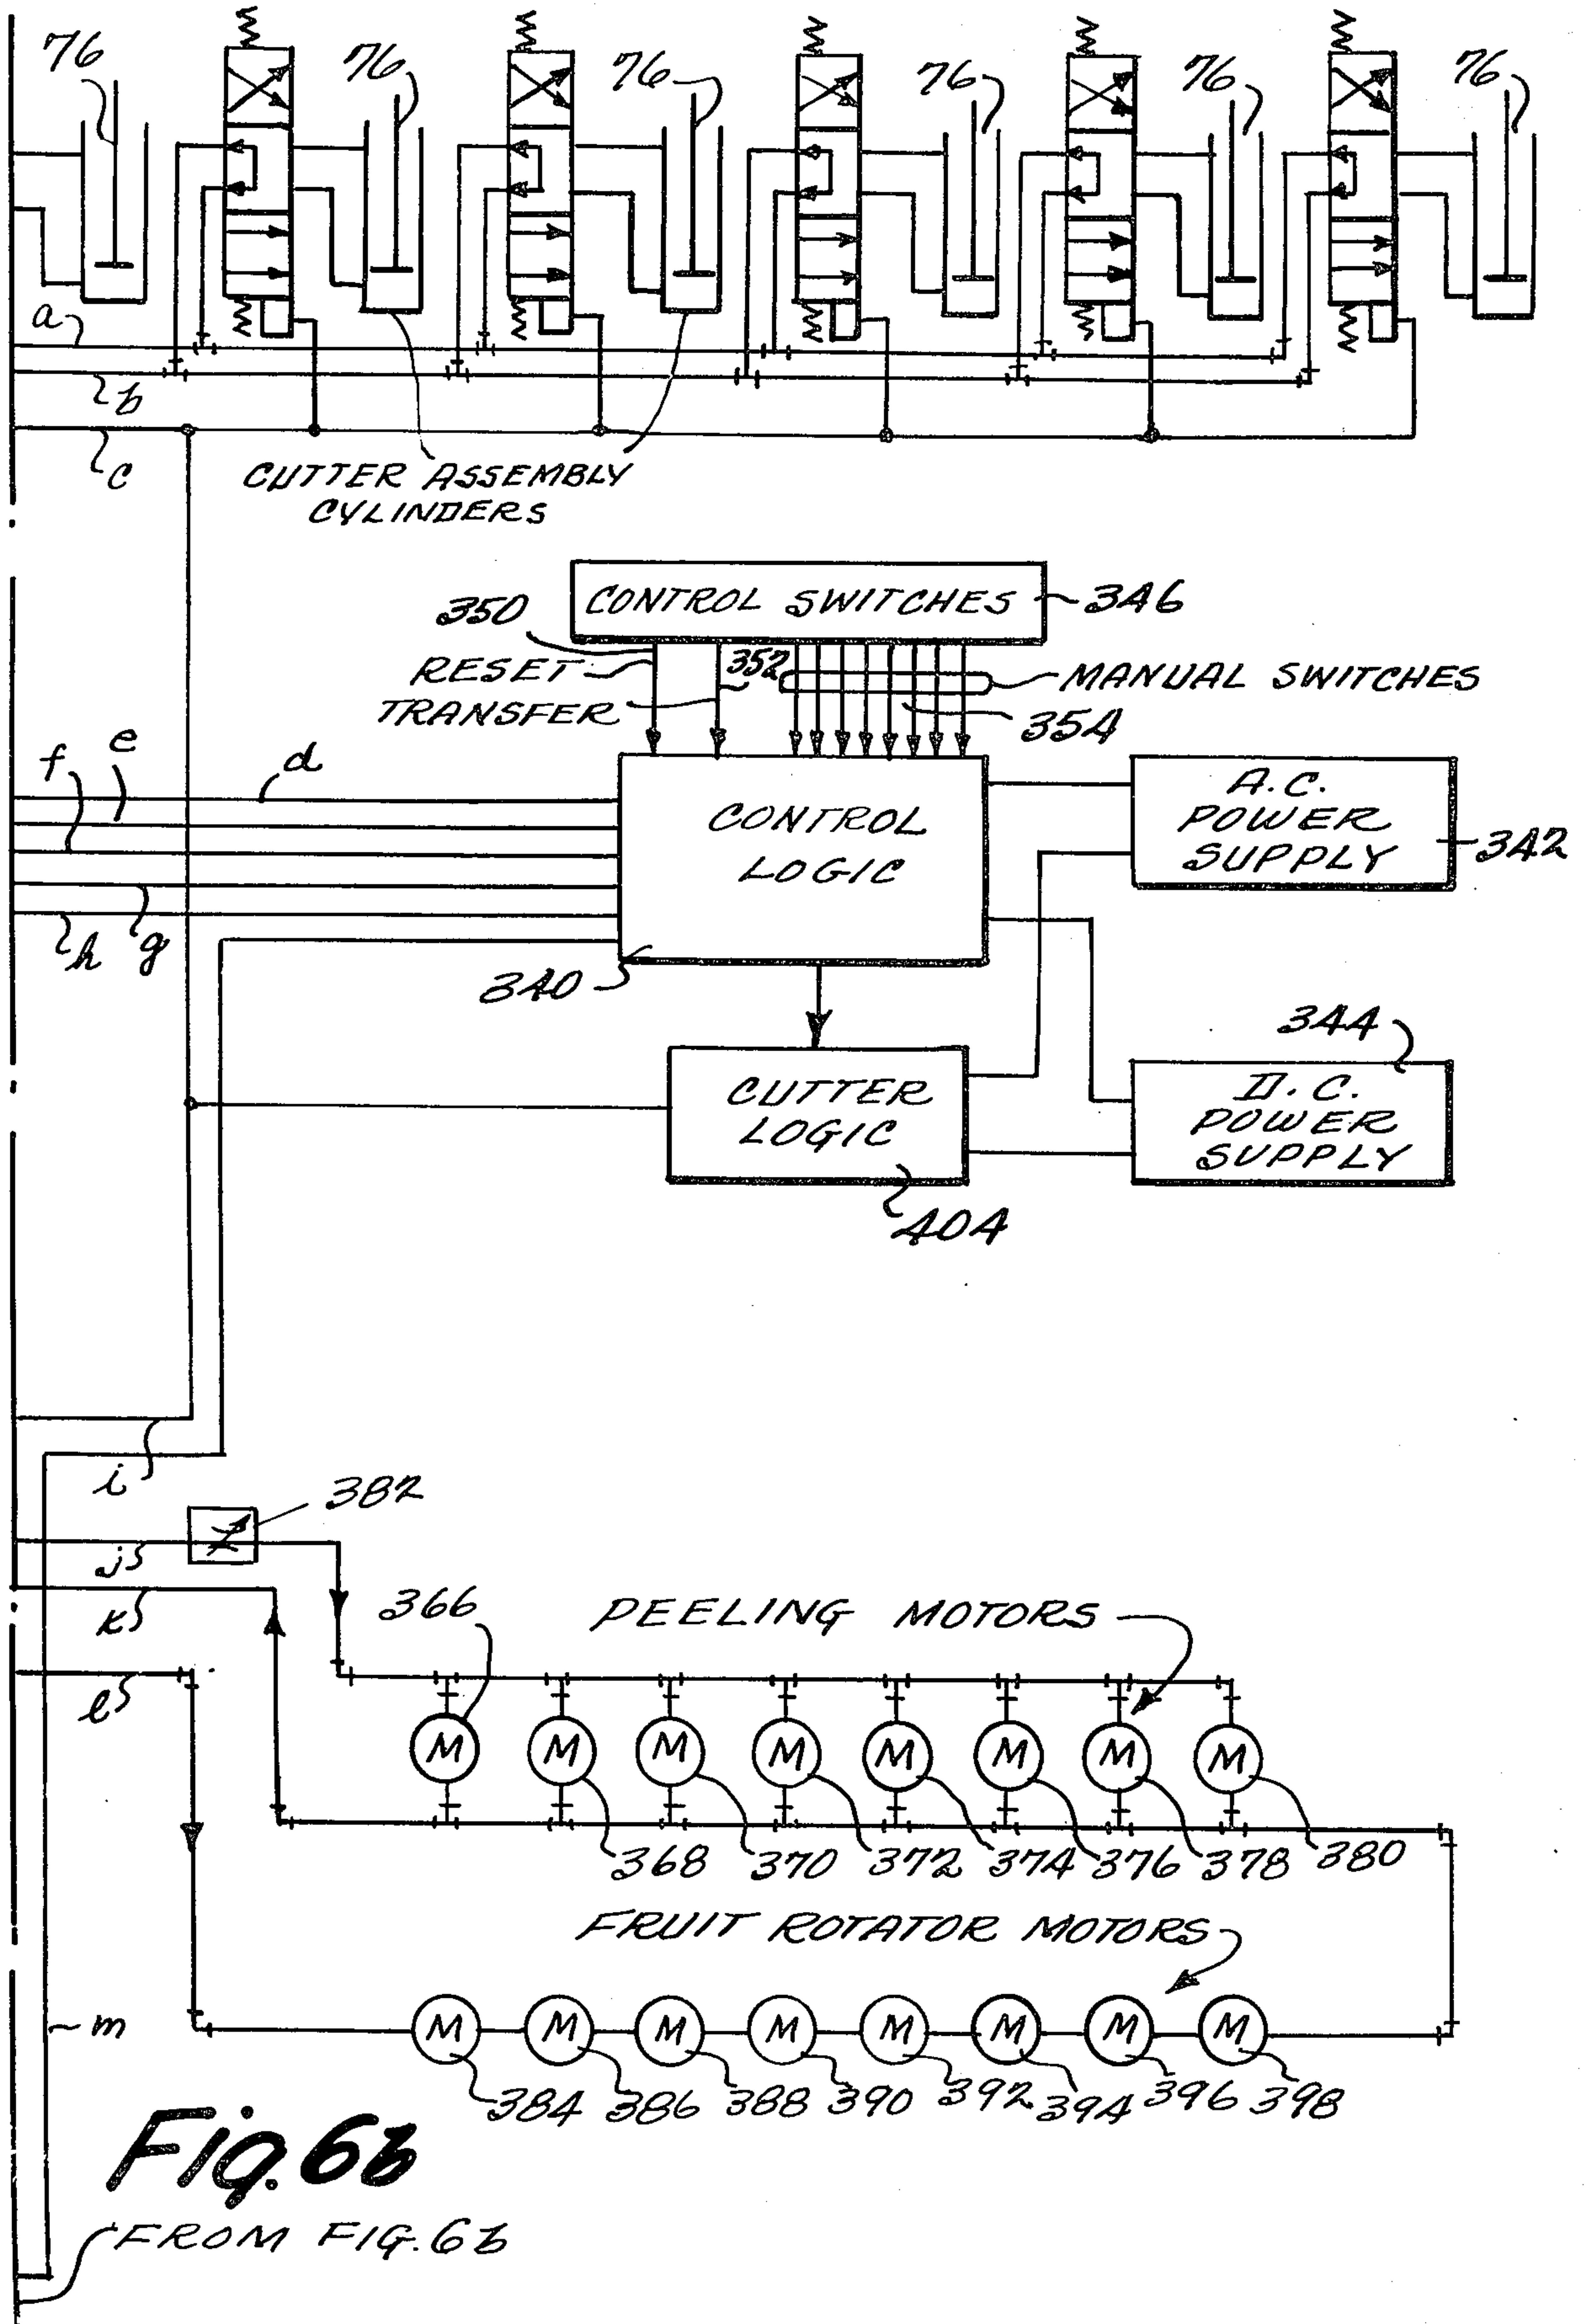 76 76 76 76 76 76
a
b
c
CUTTER ASSEMBLY
CYLINDERS
CONTROL SWITCHES 346
350
RESET
352
MANUAL SWITCHES
TRANSFER
354
f e d
CONTROL
LOGIC
A.C.
POWER
SUPPLY
342
h g
340
344
CUTTER
LOGIC
D.C.
POWER
SUPPLY
404
i
382
j
k
366
PEELING MOTORS
l
M M M M M M M M
368 370 372 374 376 378 380
FRUIT ROTATOR MOTORS
m
M M M M M M M M
384 386 388 390 392 394 396 398
Fig. 6b
FROM FIG. 6b